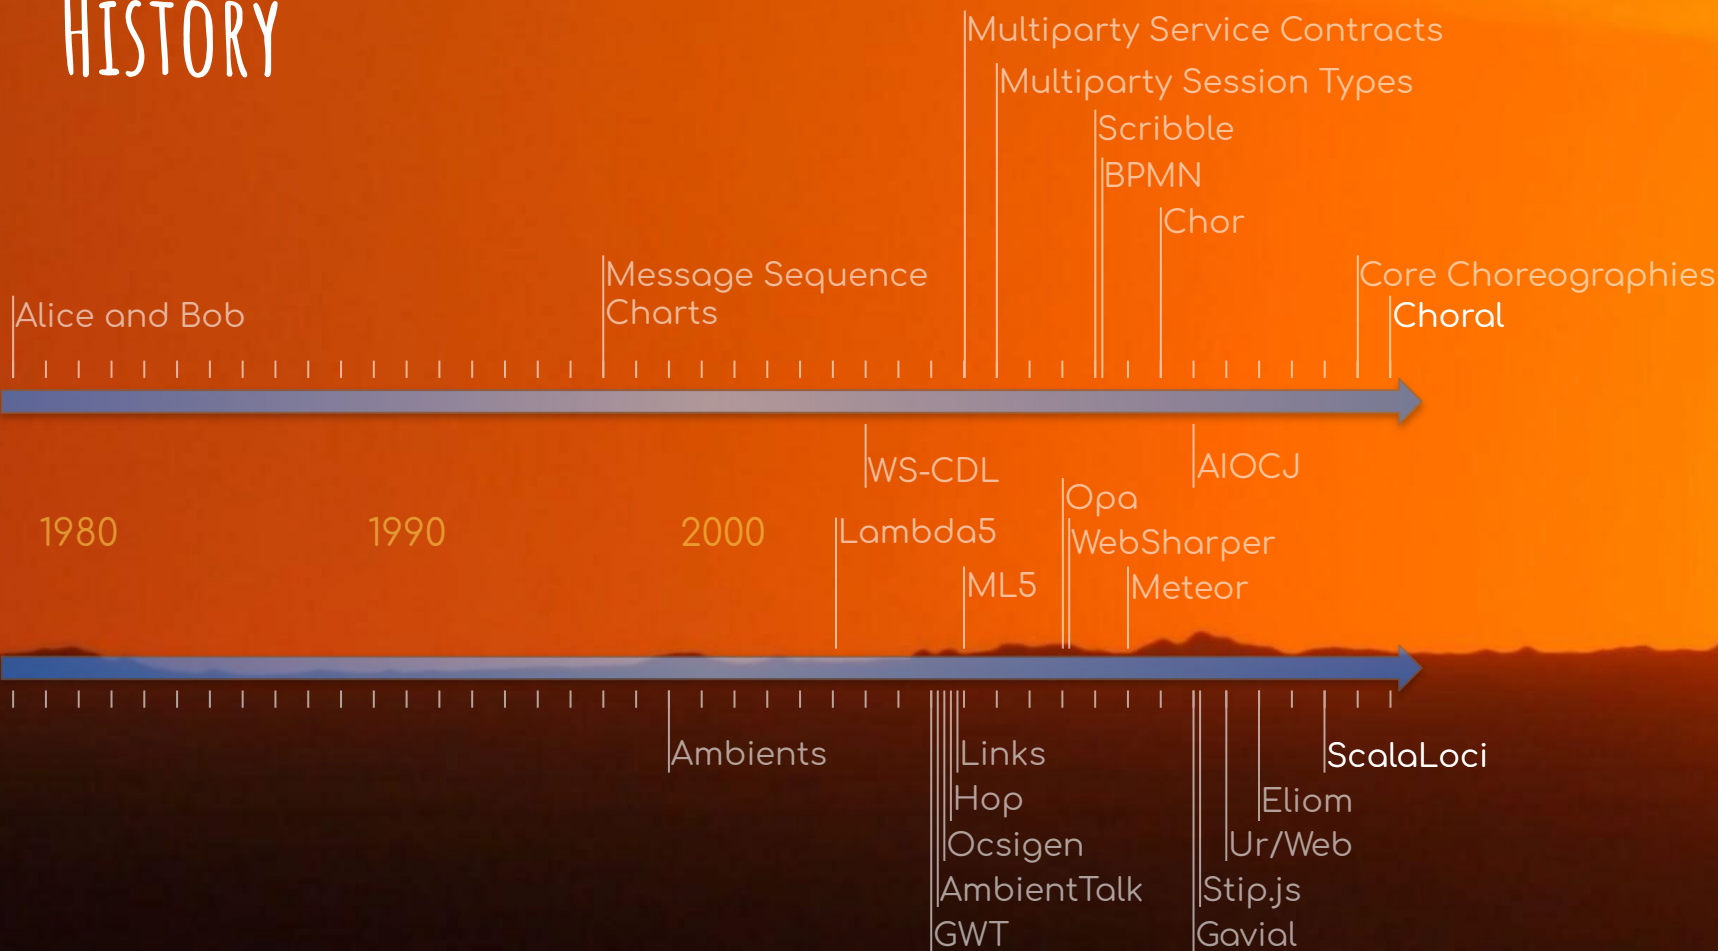 HISTORY
Multiparty Service Contracts
Multiparty Session Types
Scribble
BPMN
Chor
Message Sequence
Charts
Core Choreographies
Alice and Bob
Choral
WS-CDL
AIOCJ
Opa
1980
1990
2000
Lambda5
WebSharper
ML5
Meteor
Ambients
Links
ScalaLoci
Hop
Eliom
Ocsigen
Ur/Web
AmbientTalk
Stip.js
GWT
Gavial